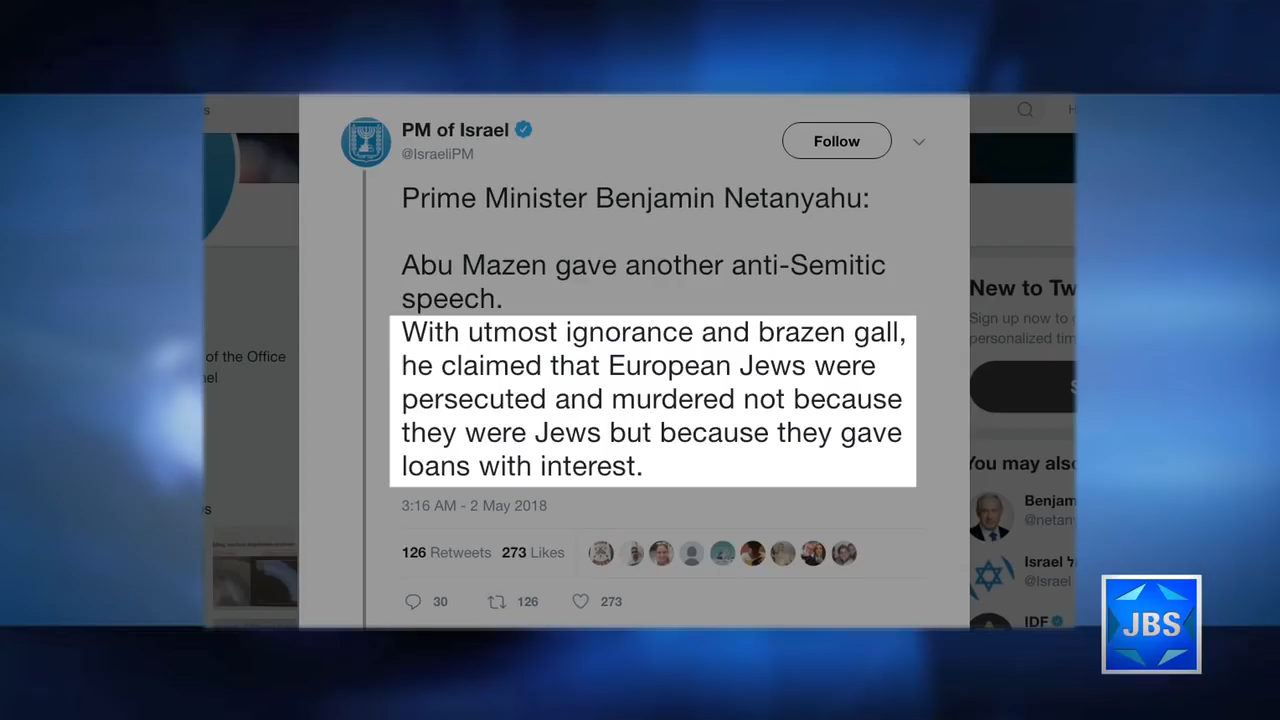 PM of Israel
@IsraeliPM
Follow
Prime Minister Benjamin Netanyahu:
Abu Mazen gave another anti-Semitic
speech.
With utmost ignorance and brazen gall,
he claimed that European Jews were
persecuted and murdered not because
they were Jews but because they gave
loans with interest.
3:16 AM - 2 May 2018
126 Retweets 273 Likes
30 126 273
of the Office
New to Tw
Sign up now to
personalized tim
You may also
Benjam
@netan
Israel
@Israel
IDF
JBS